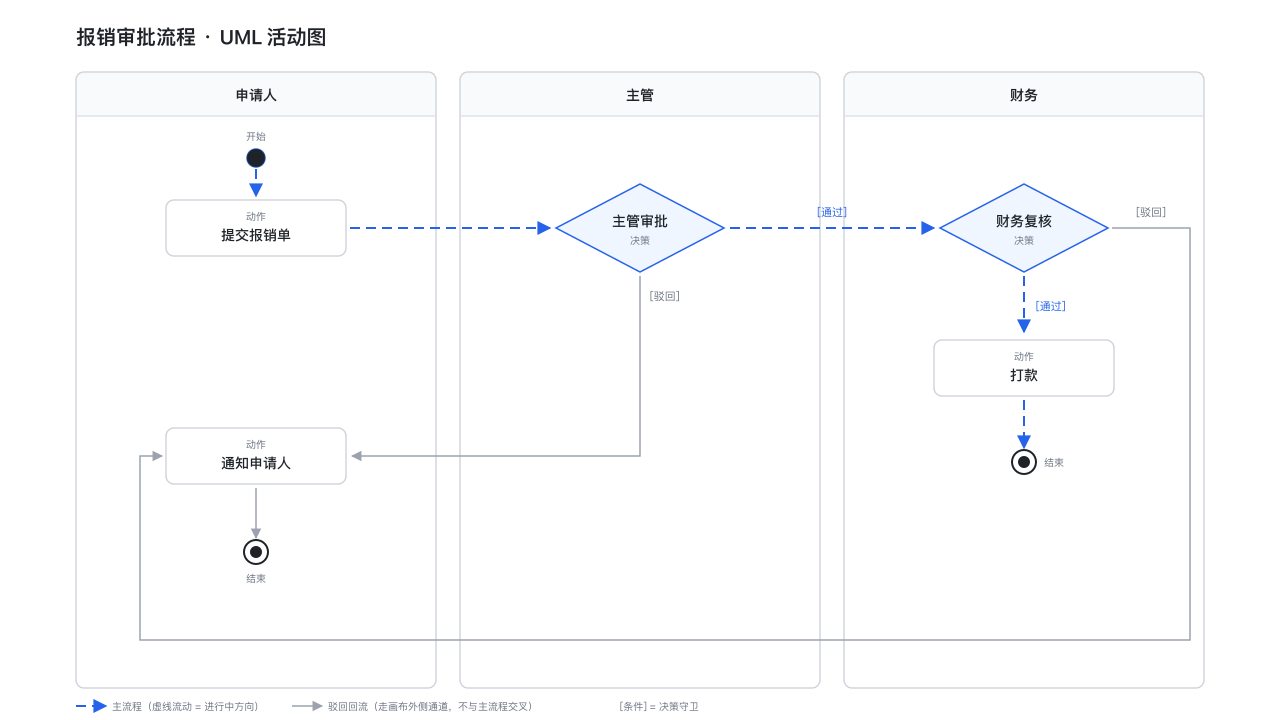 报销审批流程 · UML 活动图
申请人
主管
财务
开始
动作
提交报销单
主管审批
决策
[通过]
财务复核
决策
[驳回]
[驳回]
[通过]
动作
打款
动作
通知申请人
结束
结束
主流程（虚线流动 = 进行中方向）
驳回回流（走画布外侧通道，不与主流程交叉）
[条件] = 决策守卫